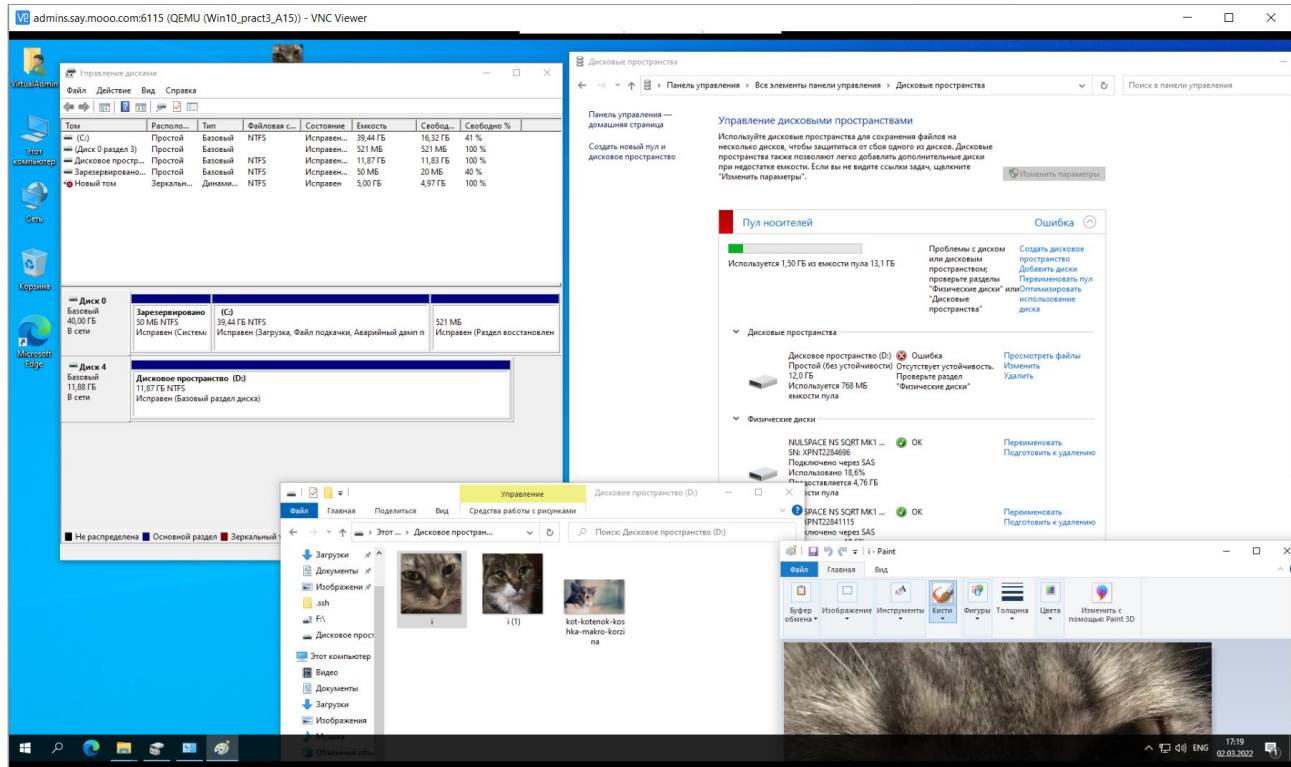 admins.say.mooo.com:6115 (QEMU (Win10_pract3_A15)) - VNC Viewer
VirtualAdmin
Этот компьютер
Сеть
Корзина
Microsoft Edge
Управление дисками
Файл Действие Вид Справка
Том Располо... Тип Файловая с... Состояние Емкость Свобод... Свободно %
(C:) Простой Базовый NTFS Исправен... 39,44 ГБ 16,32 ГБ 41 %
(Диск 0 раздел 3) Простой Базовый Исправен... 521 МБ 521 МБ 100 %
Дисковое простр... Простой Базовый NTFS Исправен... 11,87 ГБ 11,83 ГБ 100 %
Зарезервировано... Простой Базовый NTFS Исправен... 50 МБ 20 МБ 40 %
Новый том Зеркальн... Динами... NTFS Исправен 5,00 ГБ 4,97 ГБ 100 %
Диск 0
Базовый
40,00 ГБ
В сети
Зарезервировано
50 МБ NTFS
Исправен (Система
(C:)
39,44 ГБ NTFS
Исправен (Загрузка, Файл подкачки, Аварийный дамп п
521 МБ
Исправен (Раздел восстановлен
Диск 4
Базовый
11,88 ГБ
В сети
Дисковое пространство (D:)
11,87 ГБ NTFS
Исправен (Базовый раздел диска)
Не распределена Основной раздел Зеркальный т
Дисковые пространства
Панель управления Все элементы панели управления Дисковые пространства
Поиск в панели управления
Панель управления —
домашняя страница
Создать новый пул и
дисковое пространство
Управление дисковыми пространствами
Используйте дисковые пространства для сохранения файлов на
несколько дисков, чтобы защититься от сбоя одного из дисков. Дисковые
пространства также позволяют легко добавлять дополнительные диски
при недостатке емкости. Если вы не видите ссылки задач, щелкните
"Изменить параметры".
Изменить параметры
Пул носителей
Ошибка
Используется 1,50 ГБ из емкости пула 13,1 ГБ
Проблемы с диском
или дисковым
пространством;
проверьте разделы
"Физические диски" или
"Дисковые
пространства"
Создать дисковое
пространство
Добавить диски
Переименовать пул
Оптимизировать
использование
диска
Дисковые пространства
Дисковое пространство (D:)
Простой (без устойчивости)
12,0 ГБ
Используется 768 МБ
емкости пула
Ошибка
Отсутствует устойчивость.
Проверьте раздел
"Физические диски"
Просмотреть файлы
Изменить
Удалить
Физические диски
NULSPACE NS SQRT MK1 ...
SN: XPNT2284696
Подключено через SAS
Использовано 18,6%
Предоставляется 4,76 ГБ
ости пула
OK
Переименовать
Подготовить к удалению
SPACE NS SQRT MK1 ...
XPNT22841115
ключено через SAS
OK
Переименовать
Подготовить к удалению
Управление
Дисковое пространство (D:)
Файл Главная Поделиться Вид Средства работы с рисунками
Этот ... Дисковое простран...
Поиск: Дисковое пространство (D:)
Загрузки
Документы
Изображени
.ssh
F:\
Дисковое прост
Этот компьютер
Видео
Документы
Загрузки
Изображения
Музыка
Объемные объ
i
i (1)
kot-kotenok-kos
hka-makro-korzi
na
i - Paint
Файл Главная Вид
Буфер обмена
Изображение
Инструменты
Кисти
Фигуры
Толщина
Цвета
Изменить с
помощью Paint 3D
ENG
17:19
02.03.2022